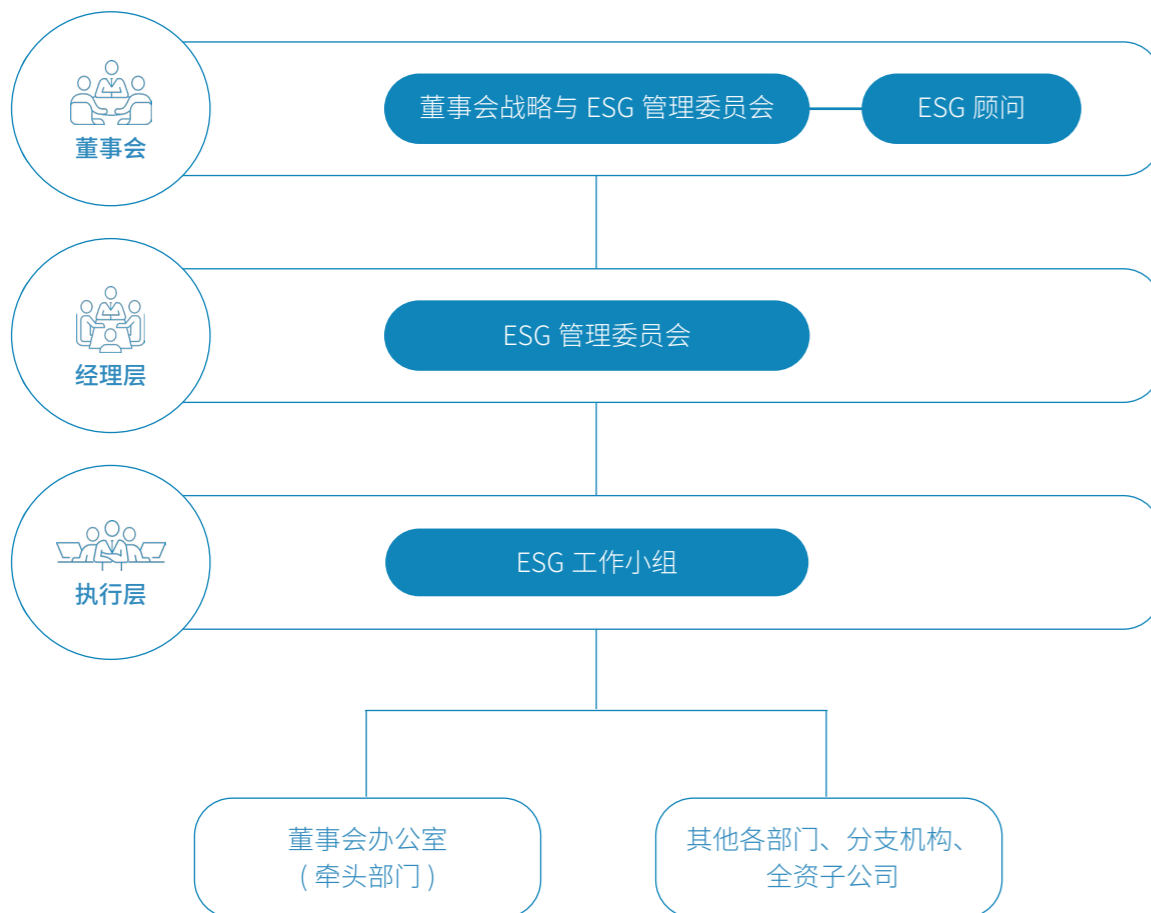 董事会
董事会战略与 ESG 管理委员会
ESG 顾问
经理层
ESG 管理委员会
执行层
ESG 工作小组
董事会办公室
( 牵头部门 )
其他各部门、分支机构、
全资子公司